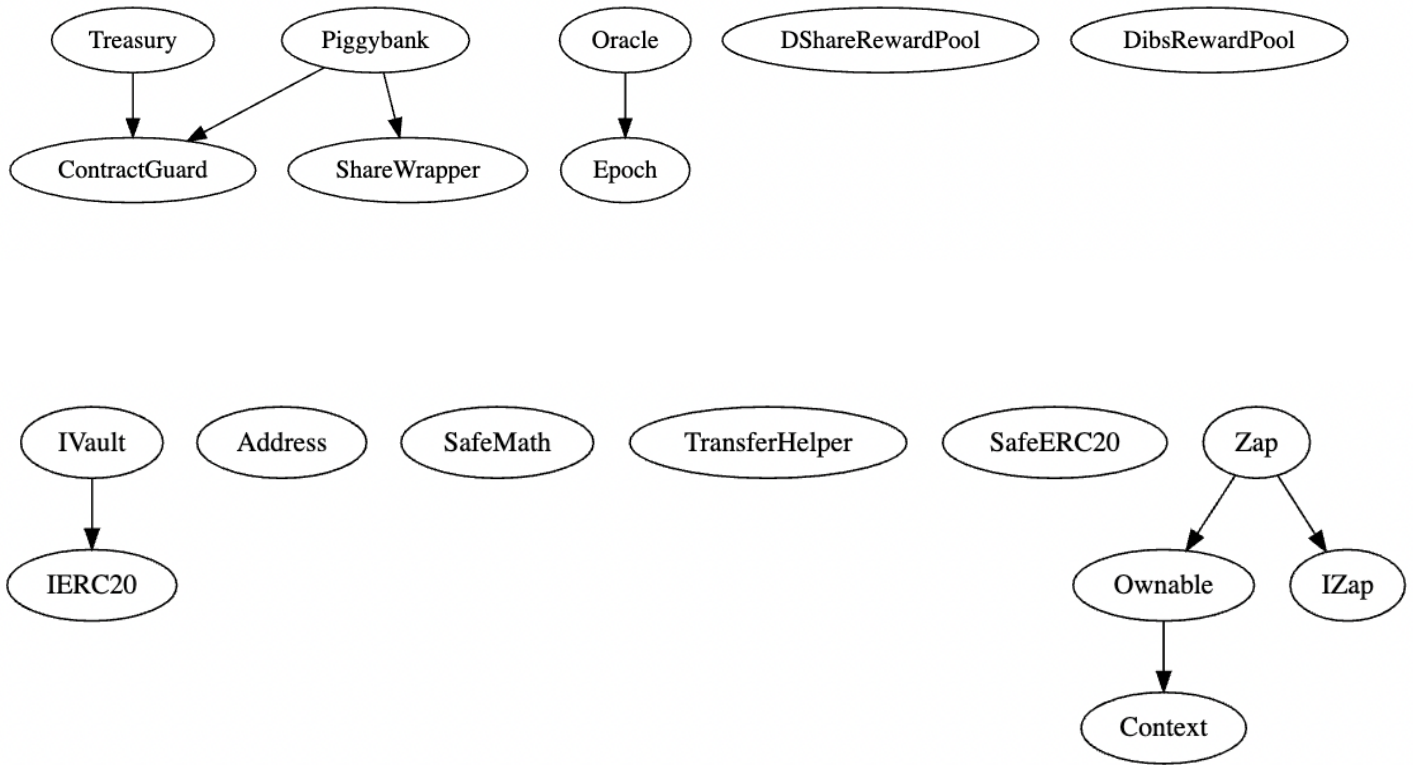 Treasury
Piggybank
Oracle
DShareRewardPool
DibsRewardPool
ContractGuard
ShareWrapper
Epoch
IVault
Address
SafeMath
TransferHelper
SafeERC20
Zap
IERC20
Ownable
IZap
Context